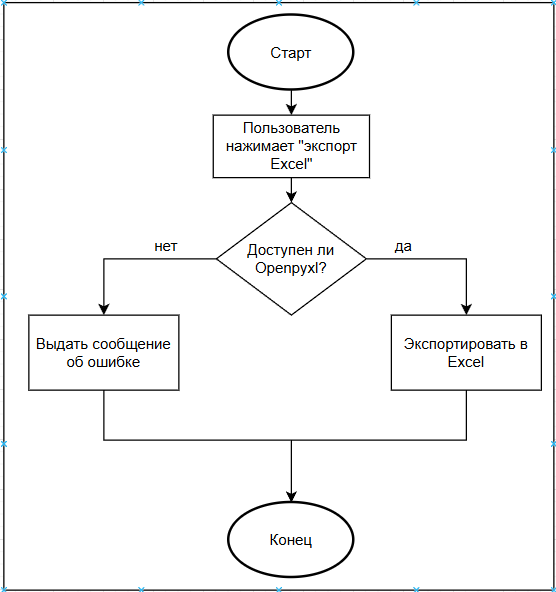 Старт
Пользователь
нажимает "экспорт
Excel"
нет
Доступен ли
Openpyxl?
да
Выдать сообщение
об ошибке
Экспортировать в
Excel
Конец